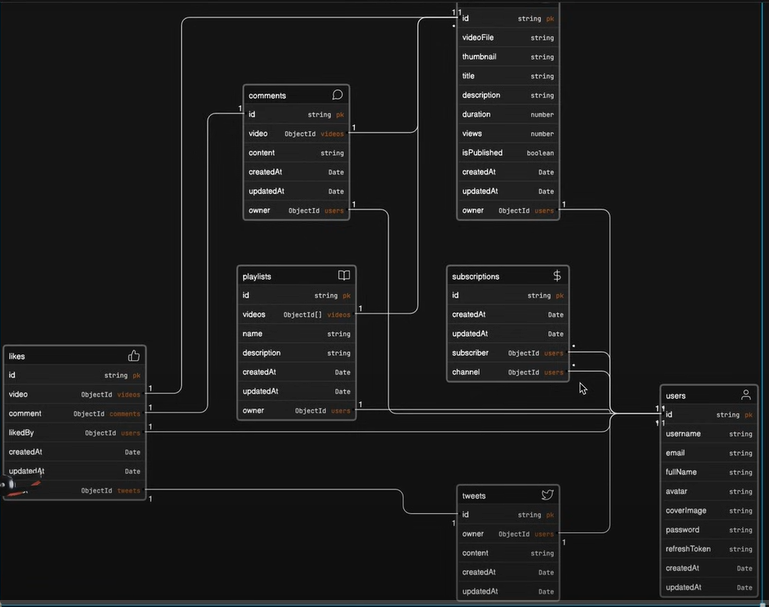 id string pk
videoFile string
thumbnail string
title string
description string
duration number
views number
isPublished boolean
createdAt Date
updatedAt Date
owner ObjectId users
1 1
*
1
comments
id string pk
video ObjectId videos
content string
createdAt Date
updatedAt Date
owner ObjectId users
1
1
1
playlists
id string pk
videos ObjectId[] videos
name string
description string
createdAt Date
updatedAt Date
owner ObjectId users
1
1
subscriptions
id string pk
createdAt Date
updatedAt Date
subscriber ObjectId users
channel ObjectId users
*
*
likes
id string pk
video ObjectId videos
comment ObjectId comments
likedBy ObjectId users
createdAt Date
updatedAt Date
ObjectId tweets
1
1
1
1
tweets
id string pk
owner ObjectId users
content string
createdAt Date
updatedAt Date
1
1
users
id string pk
username string
email string
fullName string
avatar string
coverImage string
password string
refreshToken string
createdAt Date
updatedAt Date
1 1
1 1